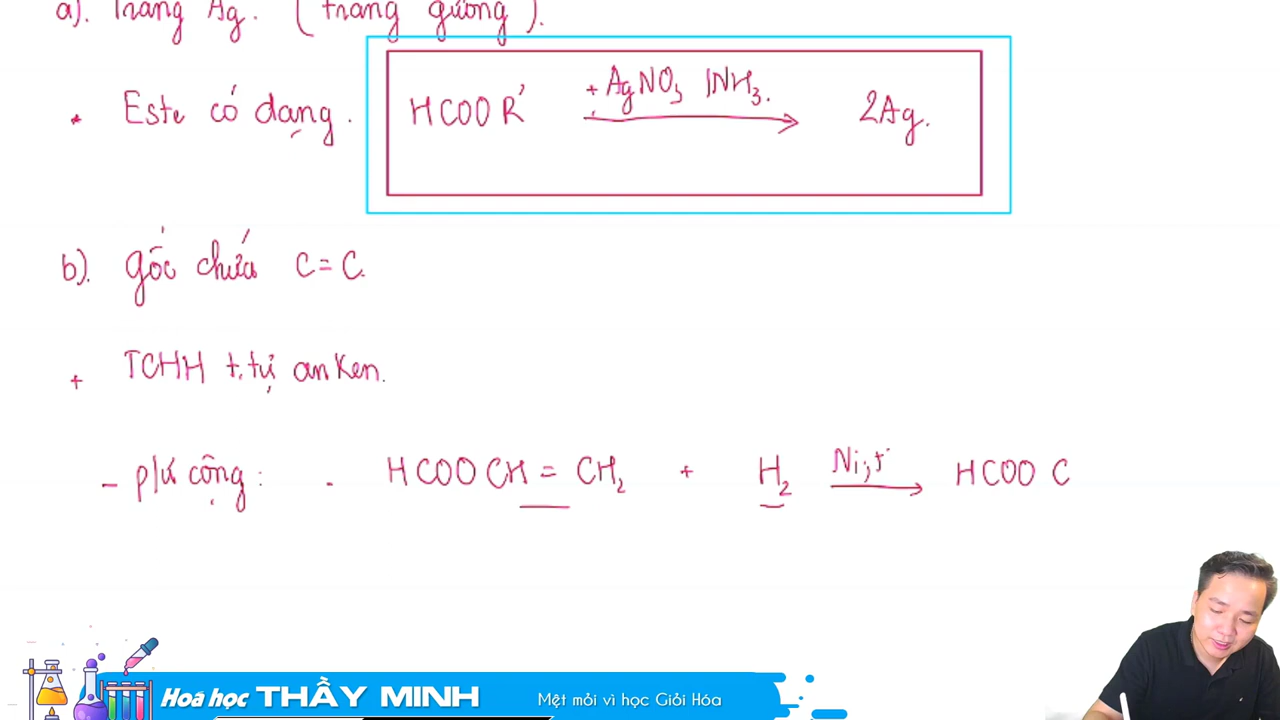 a). Tráng Ag. (tráng gương).
* Este có dạng. HCOOR' + AgNO3 / NH3. 2Ag.
b). gốc chứa C=C.
+ TCHH t.tự anken.
- p/ư cộng: . HCOOCH = CH2 + H2 Ni,t° HCOO C
Hoá học THẦY MINH Mệt mỏi vì học Giỏi Hóa